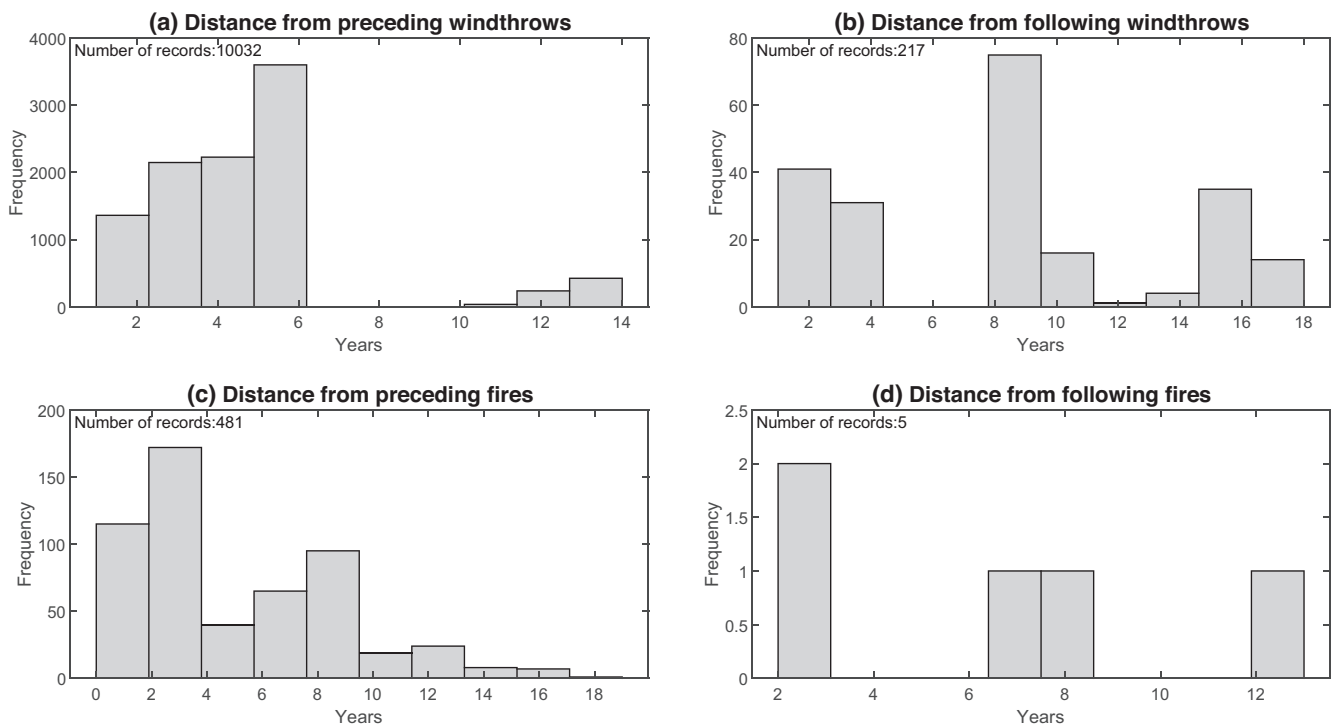 (a) Distance from preceding windthrows
Number of records:10032
4000
3000
2000
1000
0
Frequency
2 4 6 8 10 12 14
Years
(b) Distance from following windthrows
Number of records:217
80
60
40
20
0
Frequency
2 4 6 8 10 12 14 16 18
Years
(c) Distance from preceding fires
Number of records:481
200
150
100
50
0
Frequency
0 2 4 6 8 10 12 14 16 18
Years
(d) Distance from following fires
Number of records:5
2.5
2
1.5
1
0.5
0
Frequency
2 4 6 8 10 12
Years